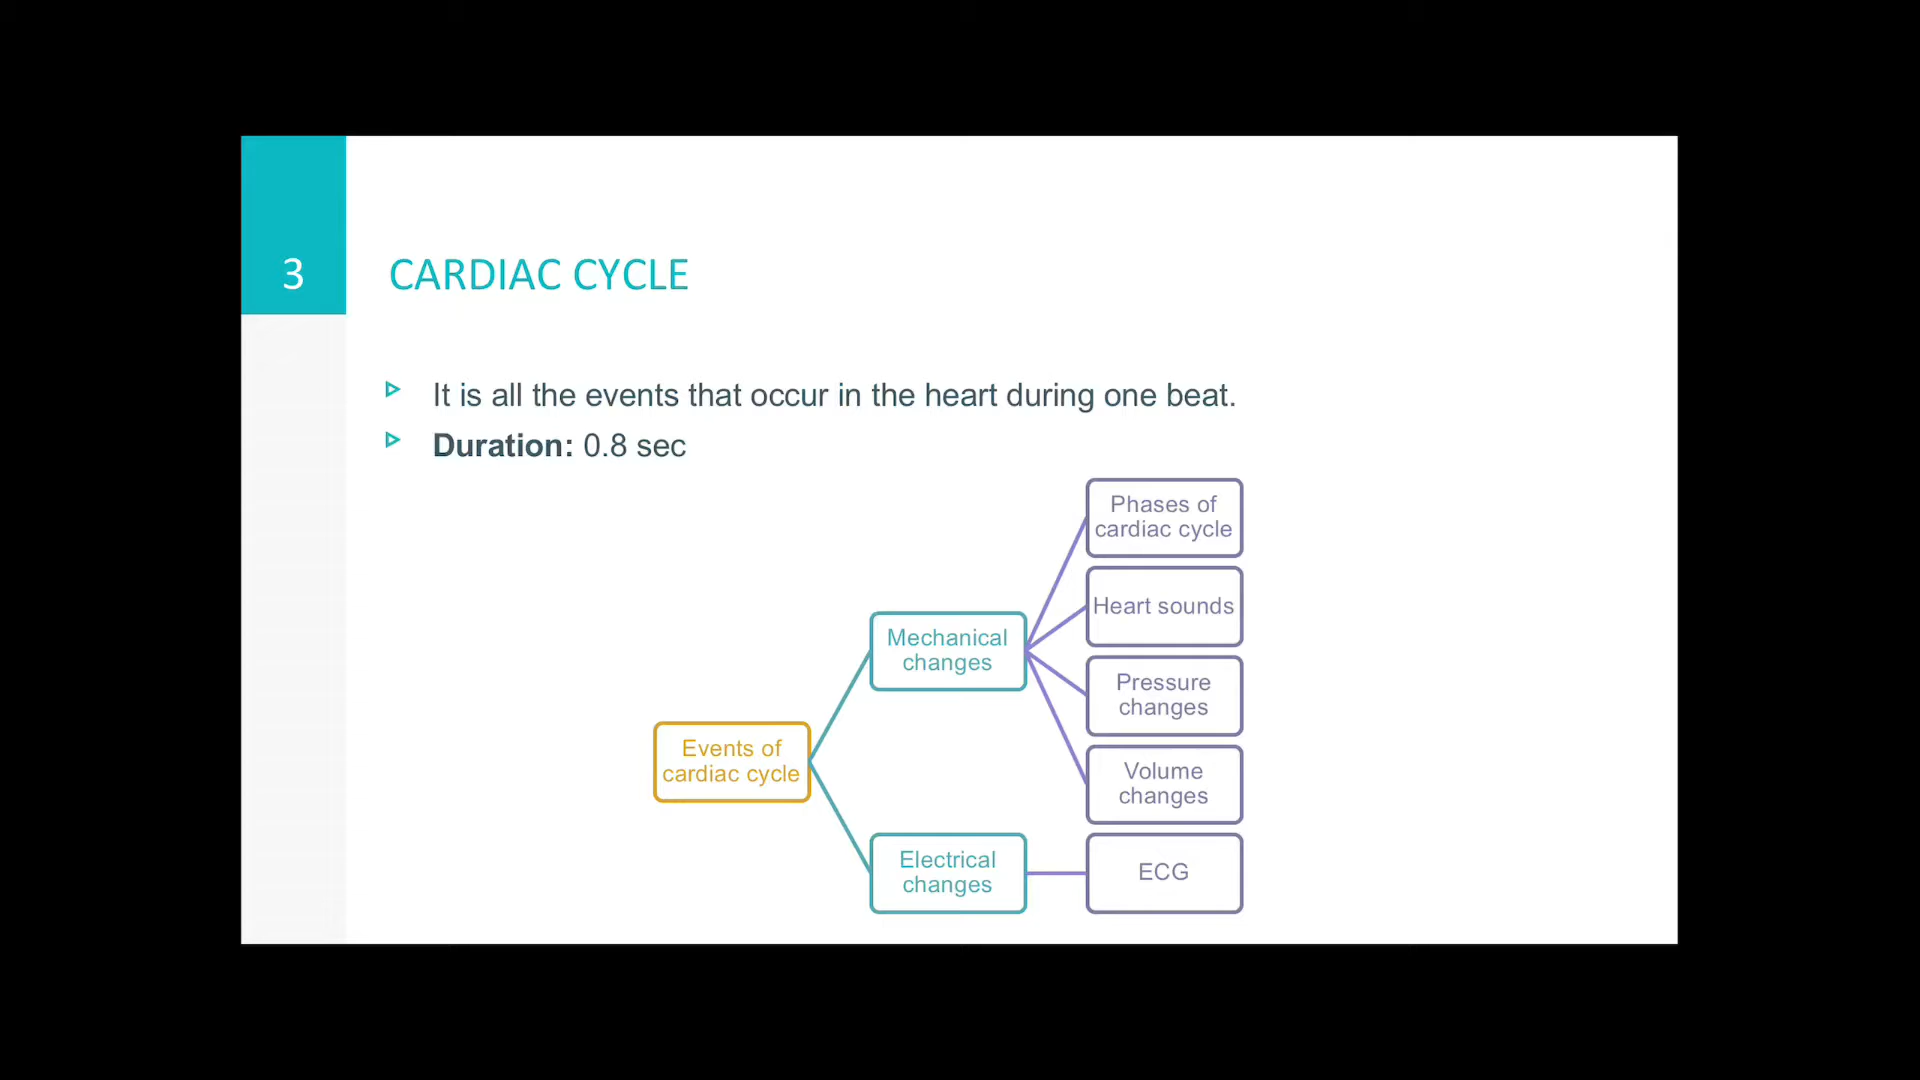 3
CARDIAC CYCLE
It is all the events that occur in the heart during one beat.
Duration: 0.8 sec
Events of
cardiac cycle
Mechanical
changes
Phases of
cardiac cycle
Heart sounds
Pressure
changes
Volume
changes
Electrical
changes
ECG